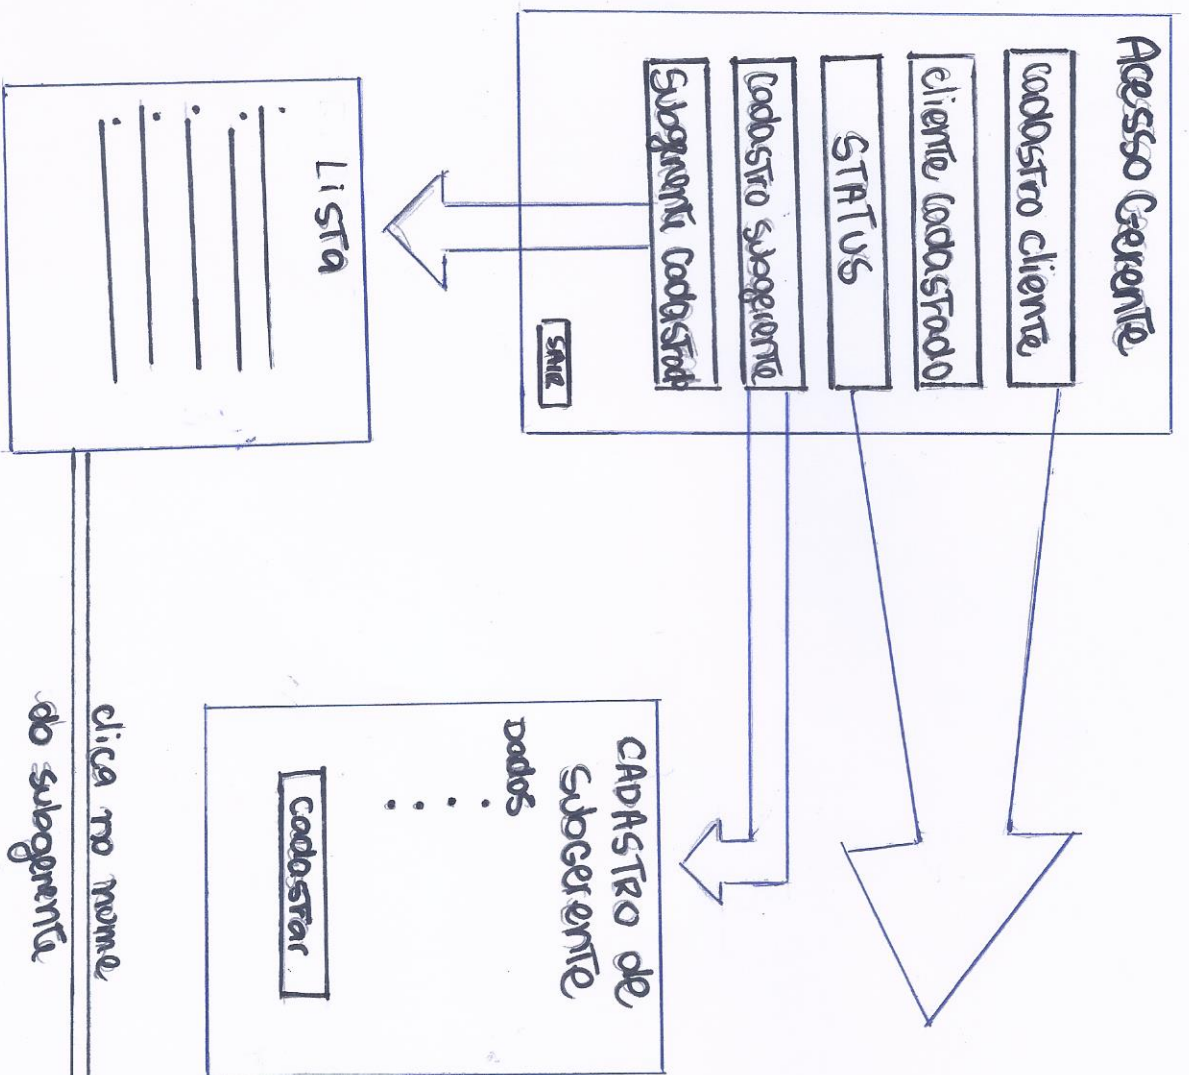 Acesso Gerente
cadastro cliente
cliente cadastrado
STATUS
cadastro subgerente
Subgerente Cadastrad
SAIR
Lista
CADASTRO de
Subgerente
Dados
cadastrar
clica no nome
do subgerente